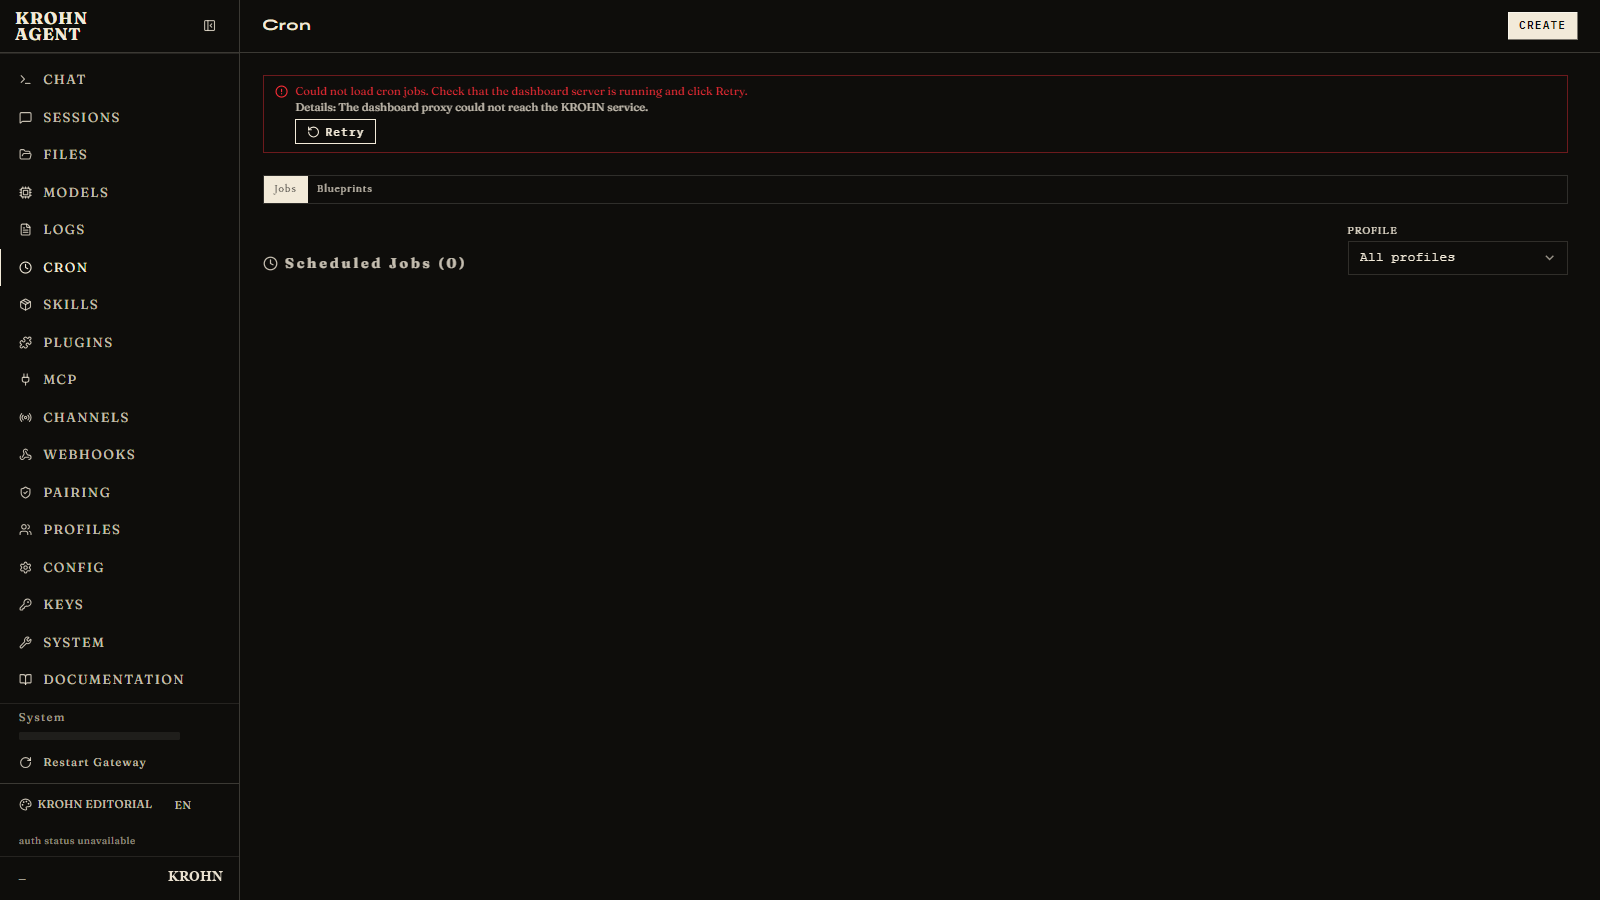 KROHN
AGENT
CHAT
SESSIONS
FILES
MODELS
LOGS
CRON
SKILLS
PLUGINS
MCP
CHANNELS
WEBHOOKS
PAIRING
PROFILES
CONFIG
KEYS
SYSTEM
DOCUMENTATION
System
Restart Gateway
KROHN EDITORIAL EN
auth status unavailable
_ KROHN
Cron
CREATE
Could not load cron jobs. Check that the dashboard server is running and click Retry.
Details: The dashboard proxy could not reach the KROHN service.
Retry
Jobs Blueprints
PROFILE
Scheduled Jobs (0)
All profiles